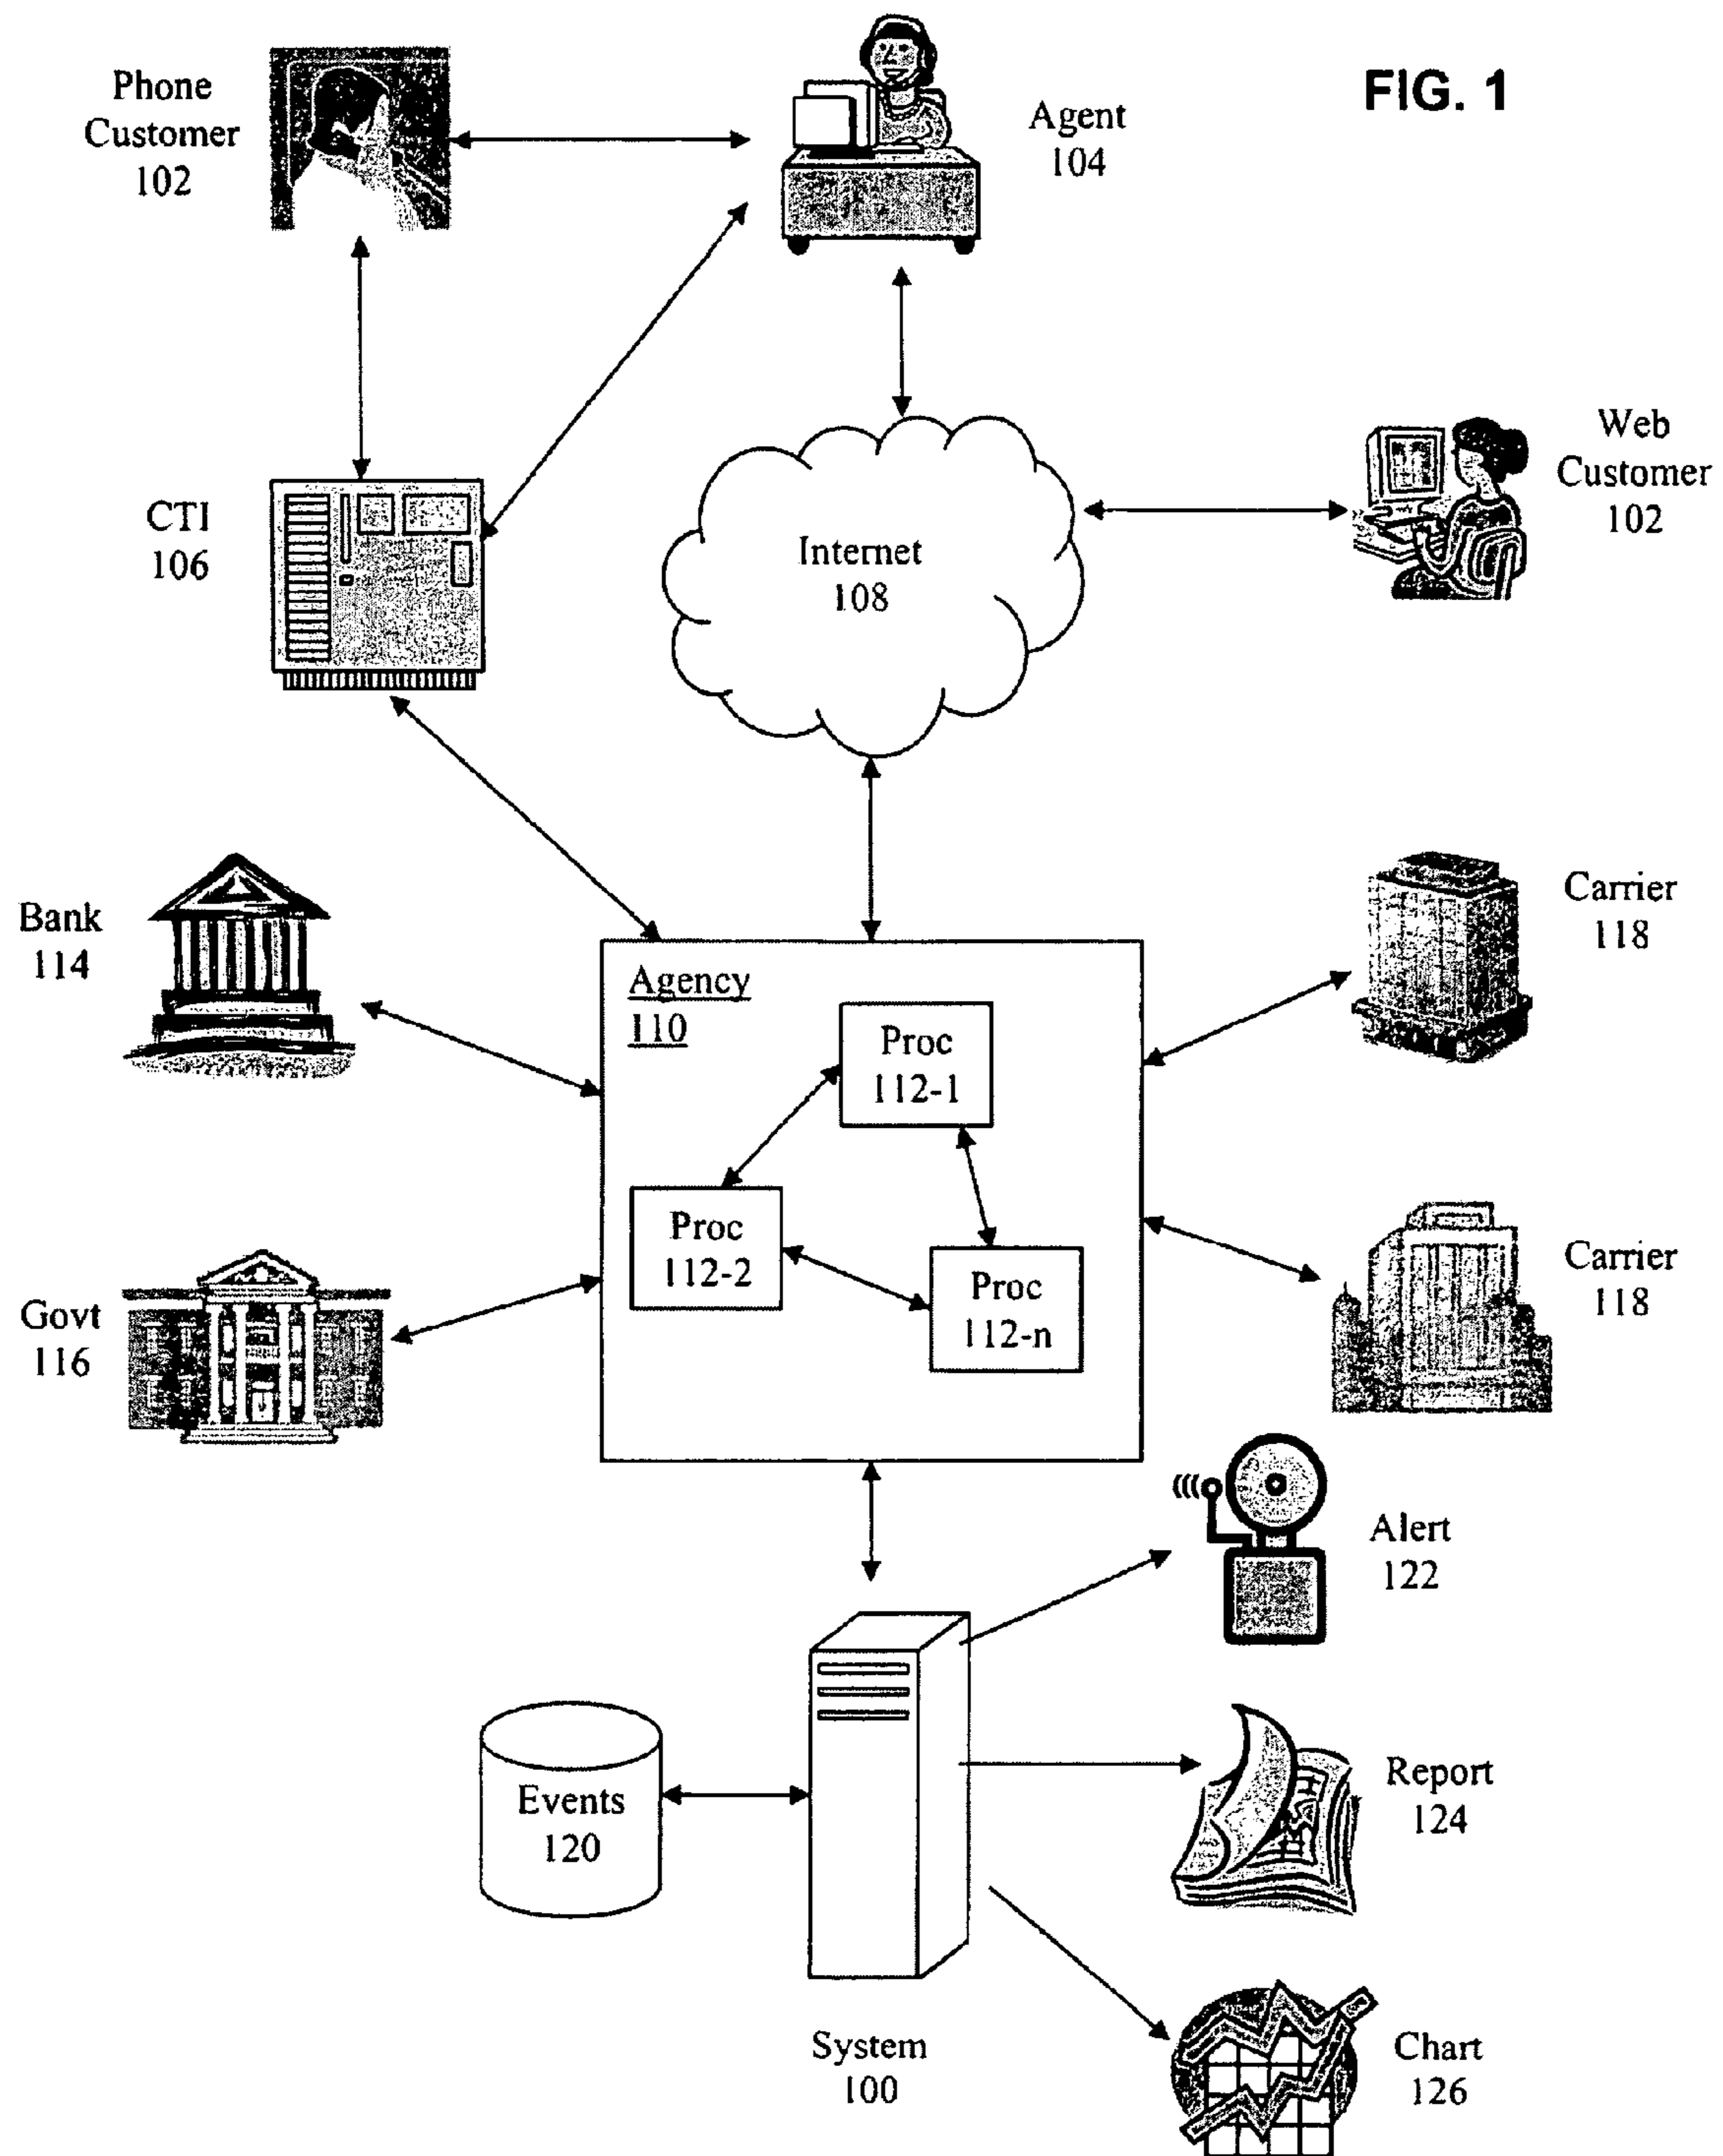 FIG. 1
Phone
Customer
102
Agent
104
CTI
106
Internet
108
Web
Customer
102
Bank
114
Agency
110
Proc
112-1
Proc
112-2
Proc
112-n
Carrier
118
Govt
116
Carrier
118
Alert
122
Events
120
Report
124
System
100
Chart
126